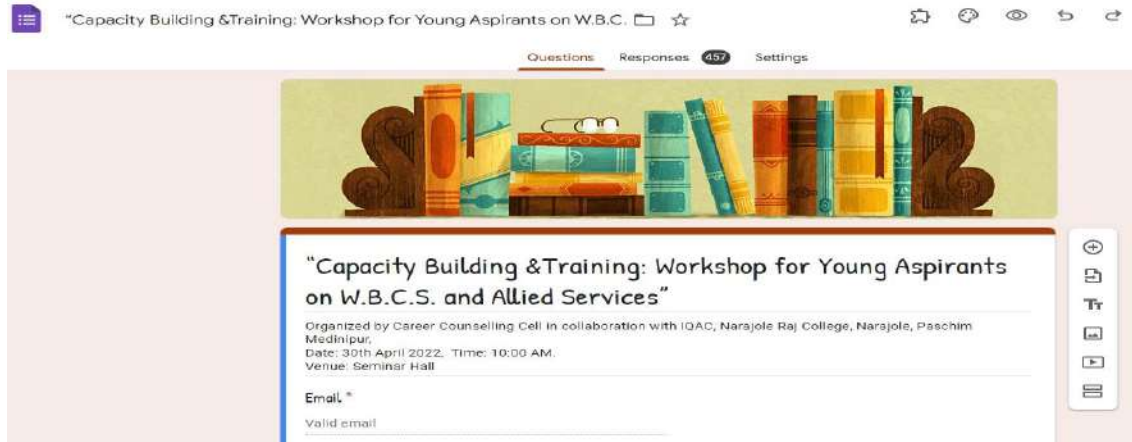 "Capacity Building &Training: Workshop for Young Aspirants on W.B.C.
Questions Responses 457 Settings
"Capacity Building &Training: Workshop for Young Aspirants
on W.B.C.S. and Allied Services"
Organized by Career Counselling Cell in collaboration with IQAC, Narajole Raj College, Narajole, Paschim
Medinipur,
Date: 30th April 2022, Time: 10:00 AM.
Venue: Seminar Hall
Email *
Valid email
Tт